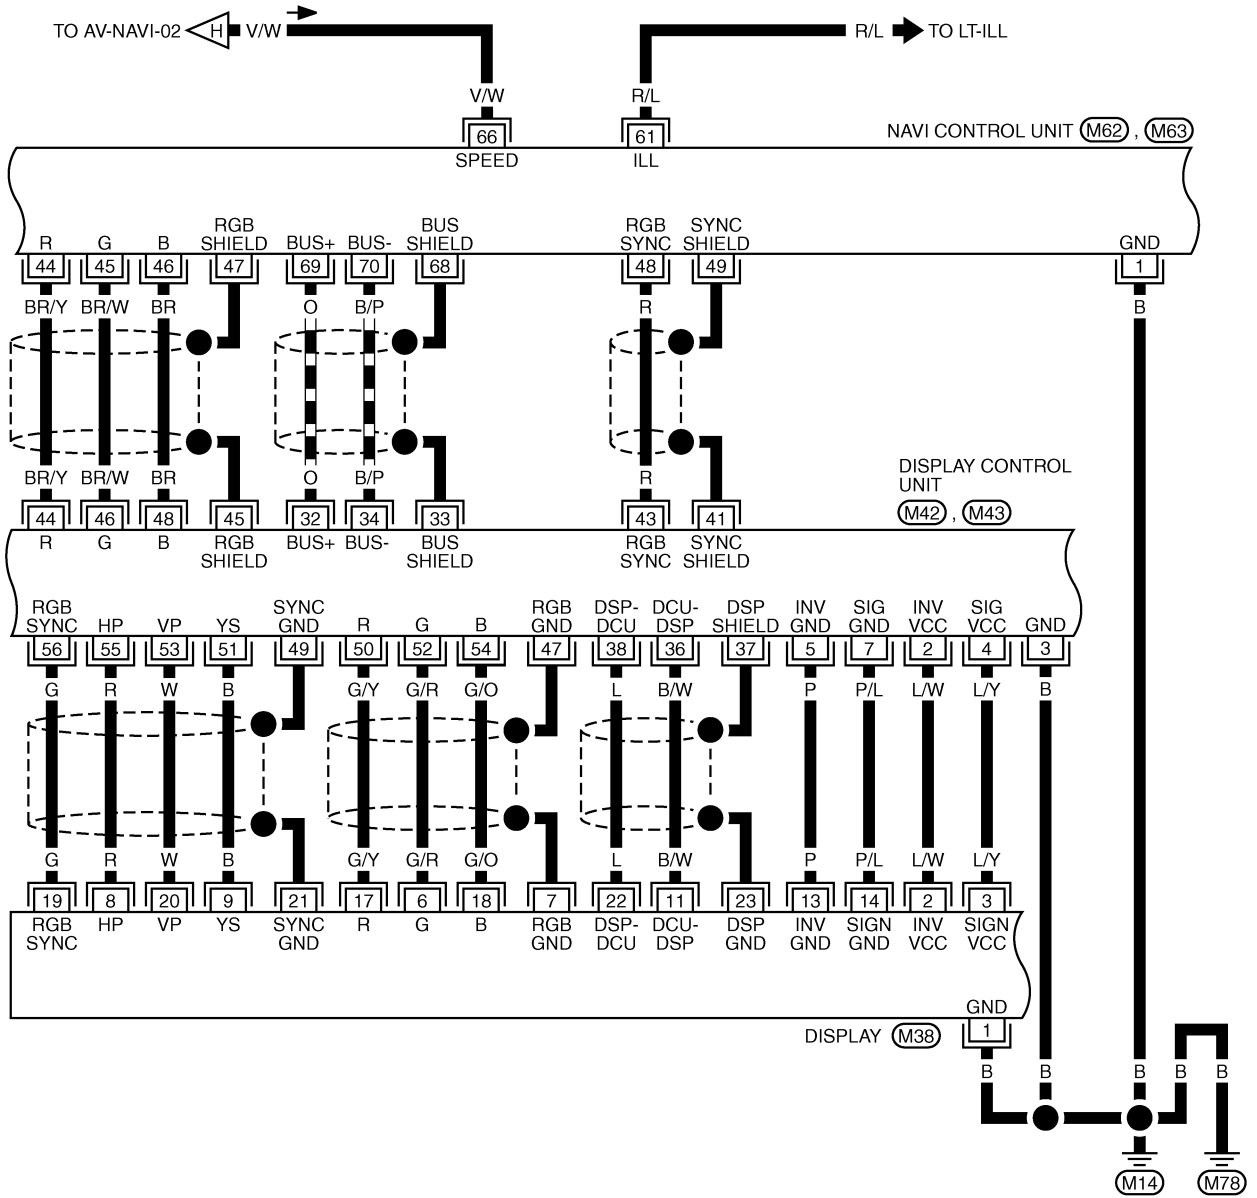 TO AV-NAVI-02 H V/W R/L TO LT-ILL
V/W R/L
66 61 NAVI CONTROL UNIT M62 , M63
SPEED ILL
RGB BUS RGB SYNC
R G B SHIELD BUS+ BUS- SHIELD SYNC SHIELD GND
44 45 46 47 69 70 68 48 49 1
BR/Y BR/W BR O B/P R B
BR/Y BR/W BR O B/P R
DISPLAY CONTROL
UNIT
44 46 48 45 32 34 33 43 41 M42 , M43
R G B RGB BUS+ BUS- BUS RGB SYNC
SHIELD SHIELD SYNC SHIELD
RGB SYNC RGB DSP- DCU- DSP INV SIG INV SIG
SYNC HP VP YS GND R G B GND DCU DSP SHIELD GND GND VCC VCC GND
56 55 53 51 49 50 52 54 47 38 36 37 5 7 2 4 3
G R W B G/Y G/R G/O L B/W P P/L L/W L/Y B
G R W B G/Y G/R G/O L B/W P P/L L/W L/Y
19 8 20 9 21 17 6 18 7 22 11 23 13 14 2 3
RGB HP VP YS SYNC R G B RGB DSP- DCU- DSP INV SIGN INV SIGN
SYNC GND GND DCU DSP GND GND GND VCC VCC
GND
DISPLAY M38 1
B B B B B
M14 M78